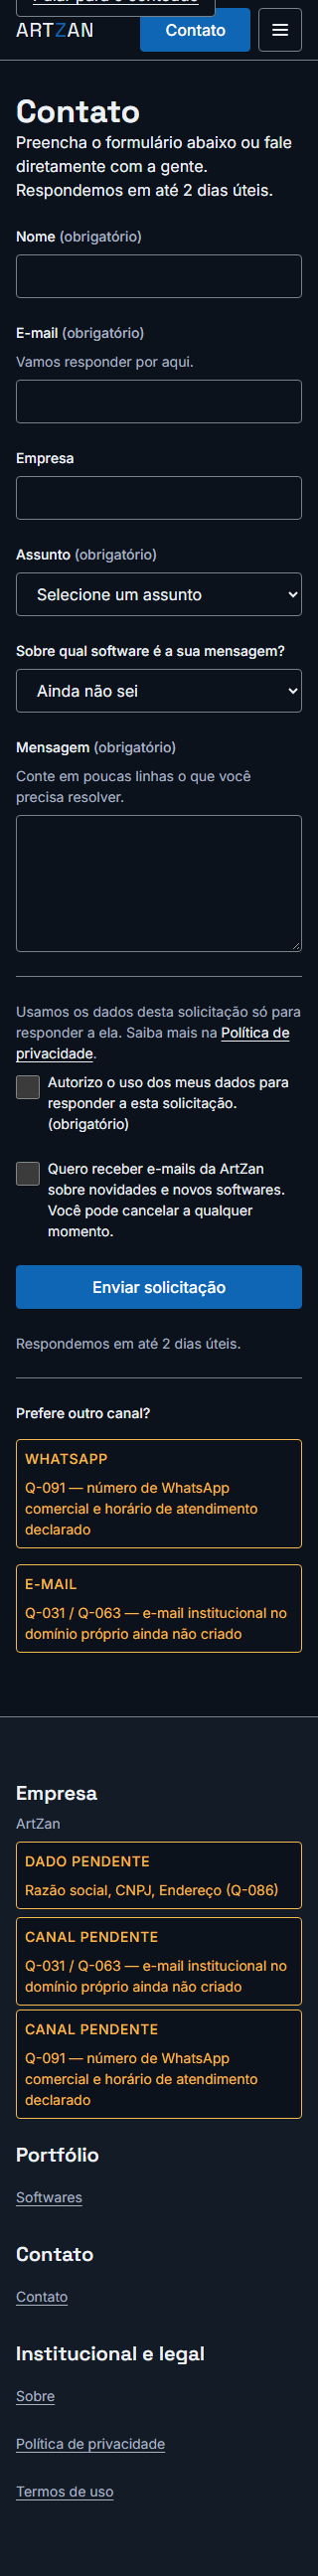 Pular para o conteúdo
ARTZAN
Contato
Contato
Preencha o formulário abaixo ou fale
diretamente com a gente.
Respondemos em até 2 dias úteis.
Nome (obrigatório)
E-mail (obrigatório)
Vamos responder por aqui.
Empresa
Assunto (obrigatório)
Selecione um assunto
Sobre qual software é a sua mensagem?
Ainda não sei
Mensagem (obrigatório)
Conte em poucas linhas o que você
precisa resolver.
Usamos os dados desta solicitação só para
responder a ela. Saiba mais na Política de
privacidade.
Autorizo o uso dos meus dados para
responder a esta solicitação.
(obrigatório)
Quero receber e-mails da ArtZan
sobre novidades e novos softwares.
Você pode cancelar a qualquer
momento.
Enviar solicitação
Respondemos em até 2 dias úteis.
Prefere outro canal?
WHATSAPP
Q-091 — número de WhatsApp
comercial e horário de atendimento
declarado
E-MAIL
Q-031 / Q-063 — e-mail institucional no
domínio próprio ainda não criado
Empresa
ArtZan
DADO PENDENTE
Razão social, CNPJ, Endereço (Q-086)
CANAL PENDENTE
Q-031 / Q-063 — e-mail institucional no
domínio próprio ainda não criado
CANAL PENDENTE
Q-091 — número de WhatsApp
comercial e horário de atendimento
declarado
Portfólio
Softwares
Contato
Contato
Institucional e legal
Sobre
Política de privacidade
Termos de uso